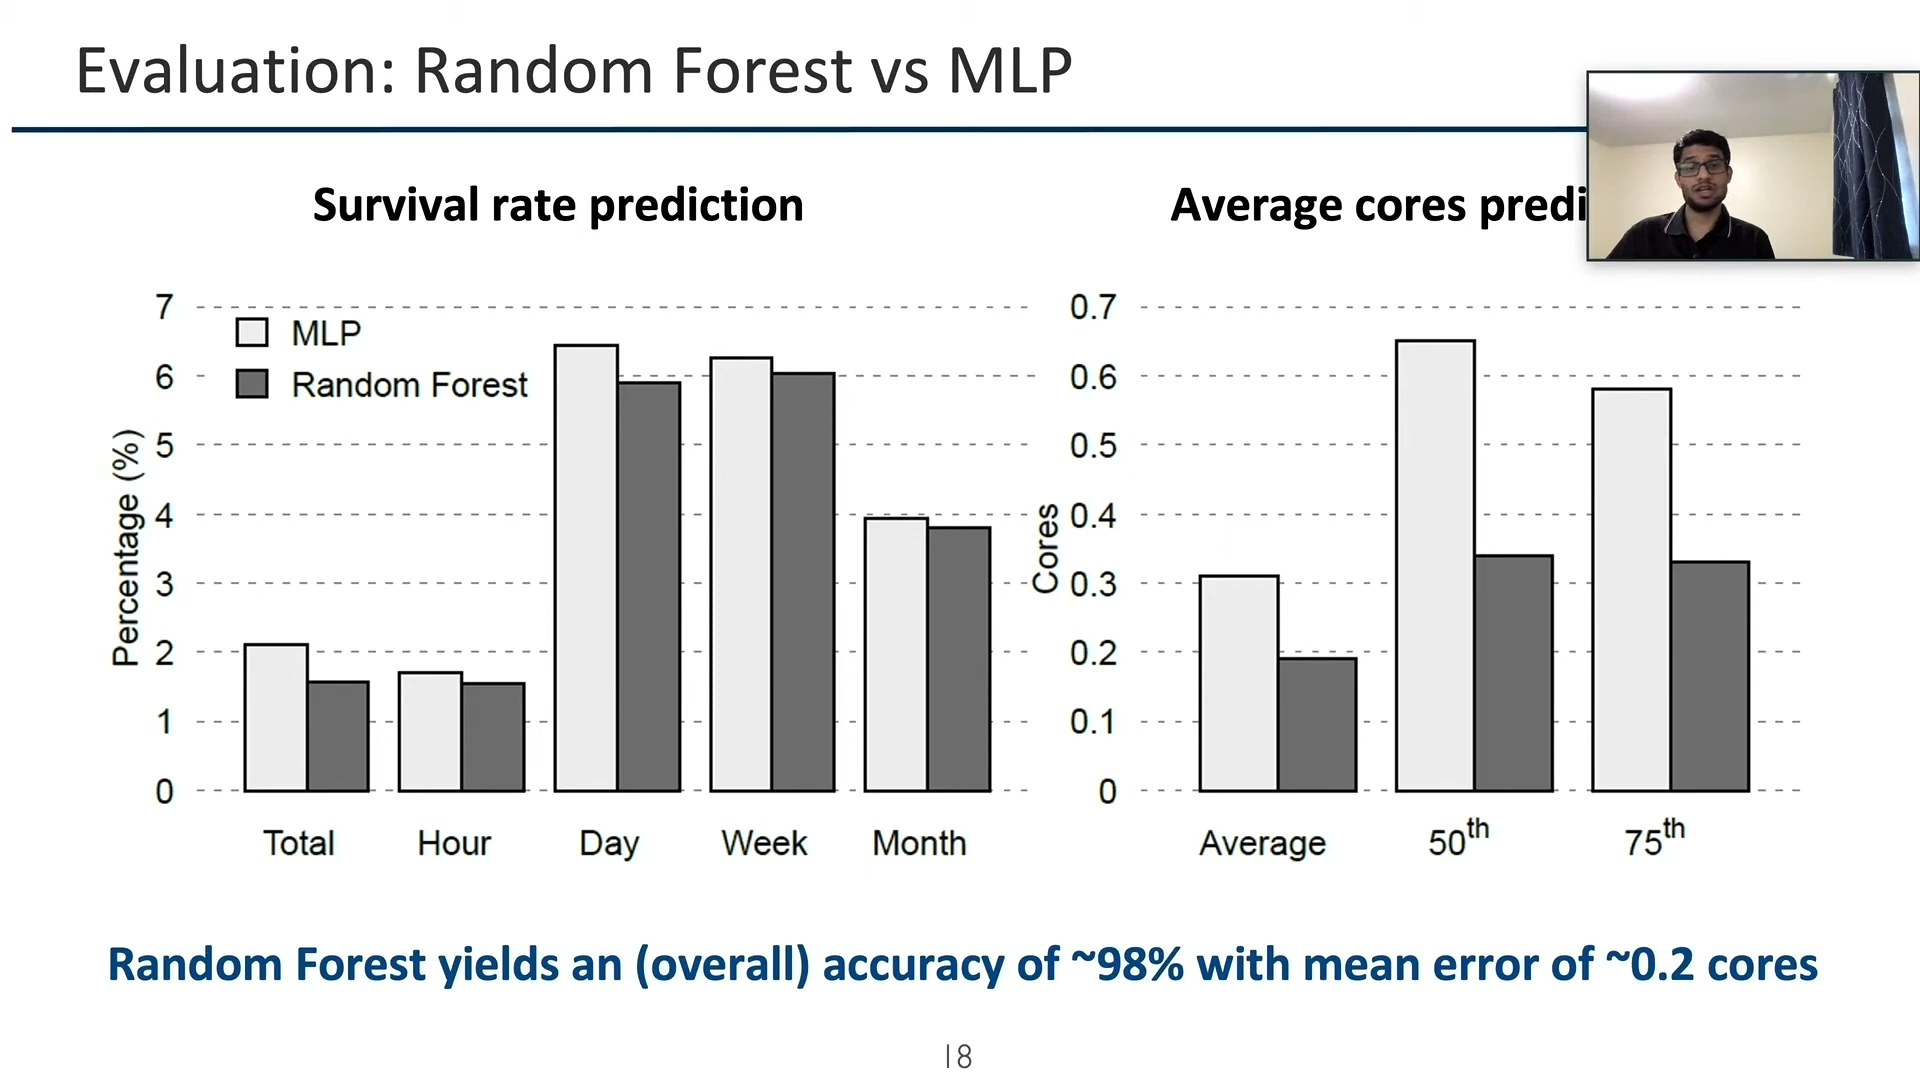 Evaluation: Random Forest vs MLP
Survival rate prediction
7
6
5
4
3
2
1
0
Percentage (%)
MLP
Random Forest
Total Hour Day Week Month
Average cores
0.7
0.6
0.5
0.4
0.3
0.2
0.1
0
Cores
Average 50th 75th
Random Forest yields an (overall) accuracy of ~98% with mean error of ~0.2 cores
18